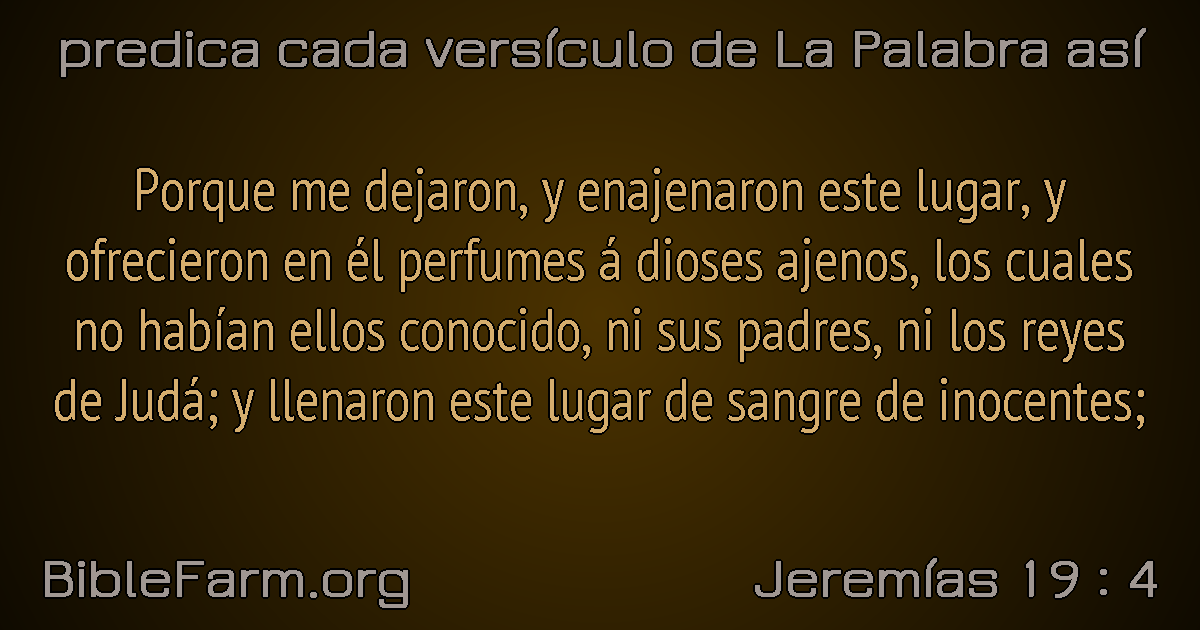 predica cada versículo de La Palabra así
Porque me dejaron, y enajenaron este lugar, y
ofrecieron en él perfumes á dioses ajenos, los cuales
no habían ellos conocido, ni sus padres, ni los reyes
de Judá; y llenaron este lugar de sangre de inocentes;
BibleFarm.org
Jeremías 19 : 4